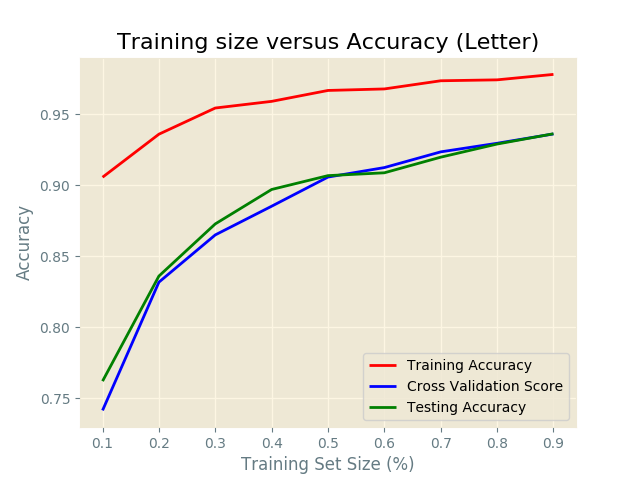 Training size versus Accuracy (Letter)
Accuracy
0.95
0.90
0.85
0.80
0.75
Training Accuracy
Cross Validation Score
Testing Accuracy
0.1 0.2 0.3 0.4 0.5 0.6 0.7 0.8 0.9
Training Set Size (%)